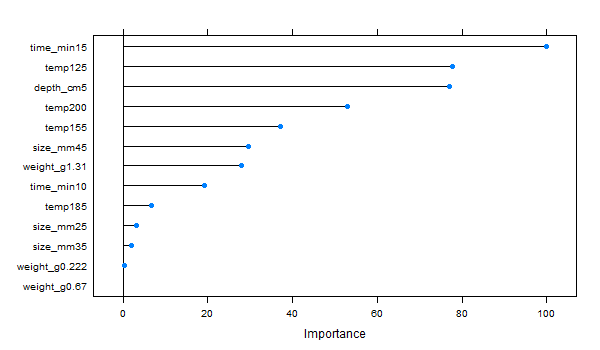 time_min15
temp125
depth_cm5
temp200
temp155
size_mm45
weight_g1.31
time_min10
temp185
size_mm25
size_mm35
weight_g0.222
weight_g0.67
0 20 40 60 80 100
Importance